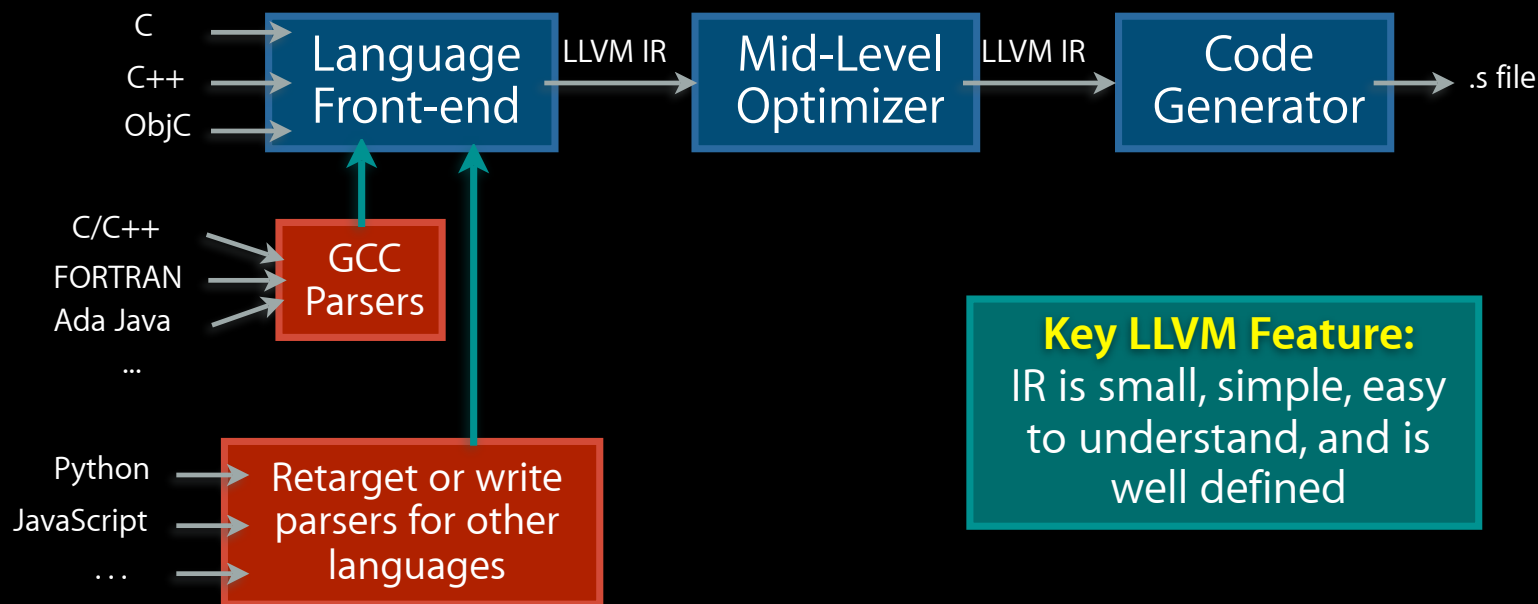 C
C++
ObjC
Language
Front-end
LLVM IR
Mid-Level
Optimizer
LLVM IR
Code
Generator
.s file
C/C++
FORTRAN
Ada Java
...
GCC
Parsers
Key LLVM Feature:
IR is small, simple, easy
to understand, and is
well defined
Python
JavaScript
...
Retarget or write
parsers for other
languages